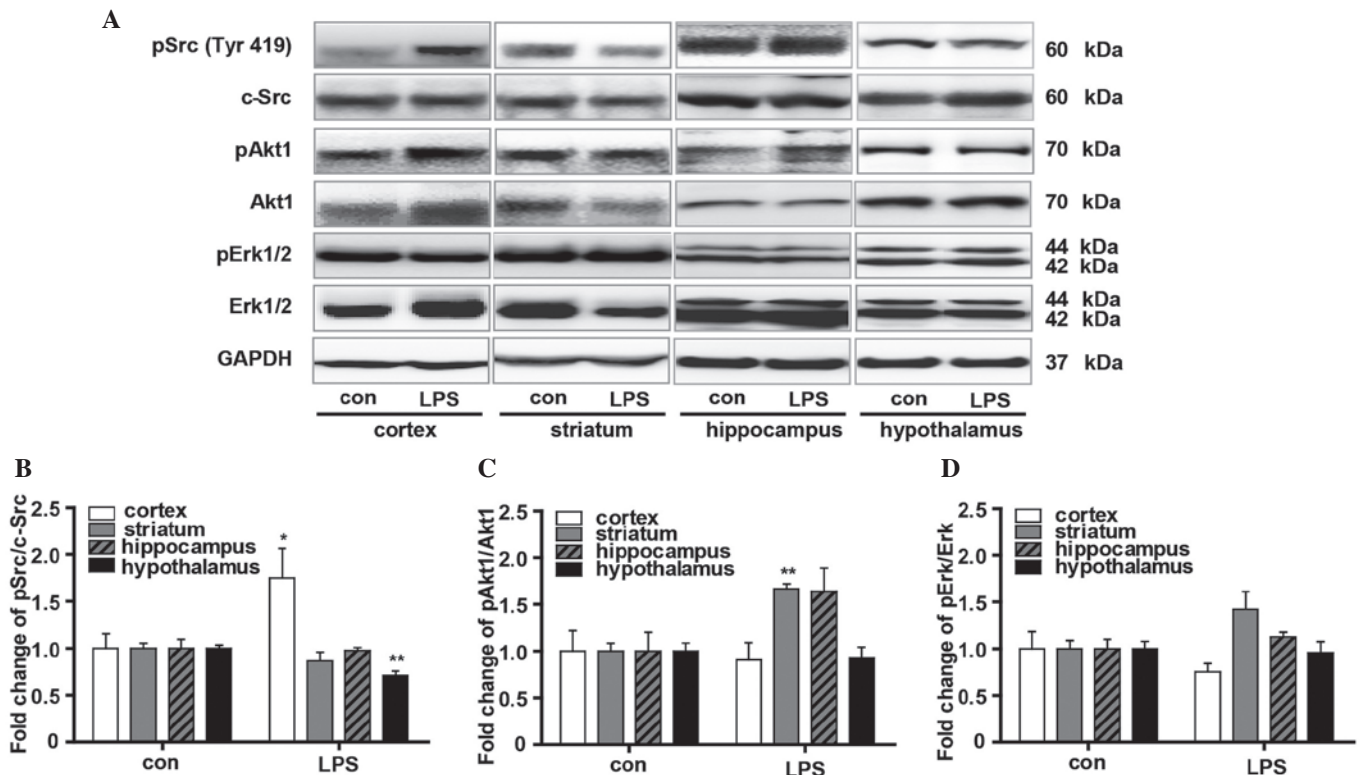 A
pSrc (Tyr 419) 60 kDa
c-Src 60 kDa
pAkt1 70 kDa
Akt1 70 kDa
pErk1/2 44 kDa
42 kDa
Erk1/2 44 kDa
42 kDa
GAPDH 37 kDa
con LPS con LPS con LPS con LPS
cortex striatum hippocampus hypothalamus
B
Fold change of pSrc/c-Src
2.5
2.0
1.5
1.0
0.5
0
cortex
striatum
hippocampus
hypothalamus
*
**
con LPS
C
Fold change of pAkt1/Akt1
2.5
2.0
1.5
1.0
0.5
0
cortex
striatum
hippocampus
hypothalamus
**
con LPS
D
Fold change of pErk/Erk
2.5
2.0
1.5
1.0
0.5
0
cortex
striatum
hippocampus
hypothalamus
con LPS